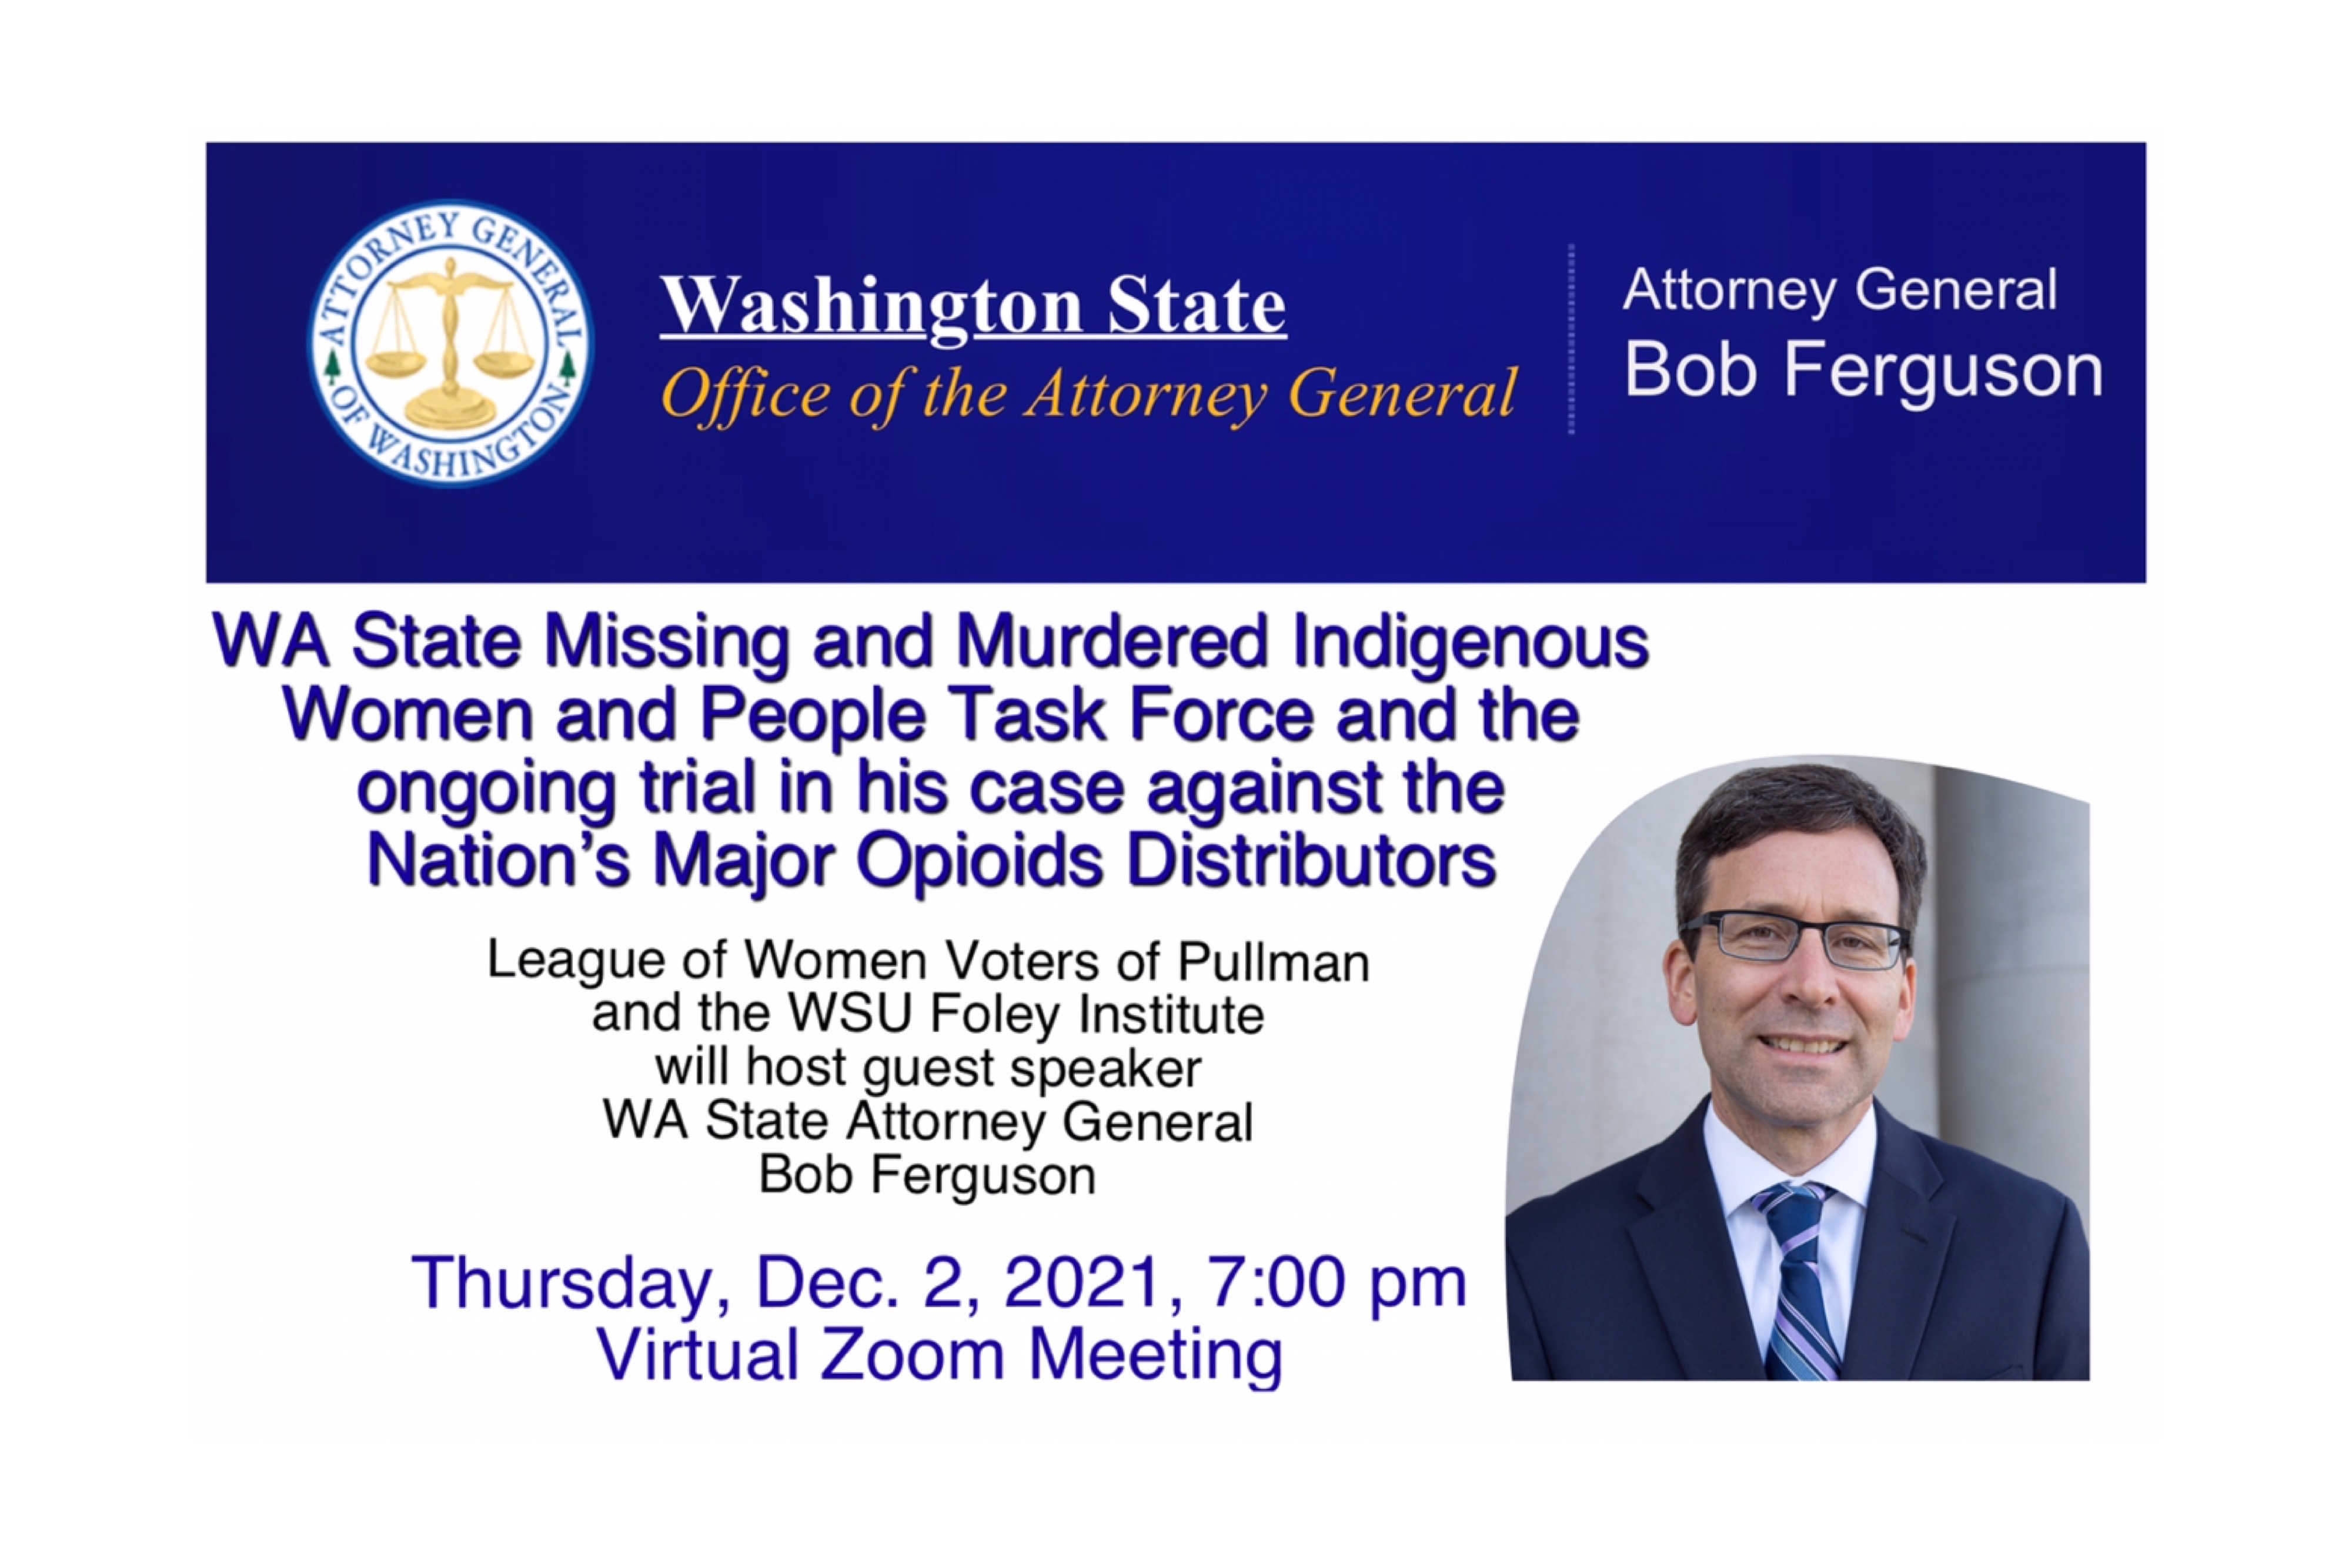 ATTORNEY GENERAL
OF WASHINGTON
Washington State
Office of the Attorney General
Attorney General
Bob Ferguson
WA State Missing and Murdered Indigenous
Women and People Task Force and the
ongoing trial in his case against the
Nation’s Major Opioids Distributors
League of Women Voters of Pullman
and the WSU Foley Institute
will host guest speaker
WA State Attorney General
Bob Ferguson
Thursday, Dec. 2, 2021, 7:00 pm
Virtual Zoom Meeting